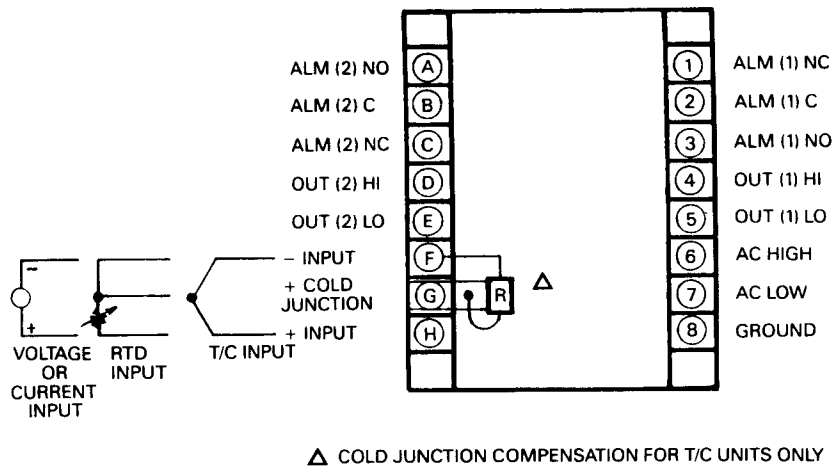 ALM (2) NO A
ALM (2) C B
ALM (2) NC C
OUT (2) HI D
OUT (2) LO E
– INPUT F
+ COLD
JUNCTION G
+ INPUT H
R
Δ
1 ALM (1) NC
2 ALM (1) C
3 ALM (1) NO
4 OUT (1) HI
5 OUT (1) LO
6 AC HIGH
7 AC LOW
8 GROUND
–
+
VOLTAGE
OR
CURRENT
INPUT
RTD
INPUT
T/C INPUT
Δ COLD JUNCTION COMPENSATION FOR T/C UNITS ONLY